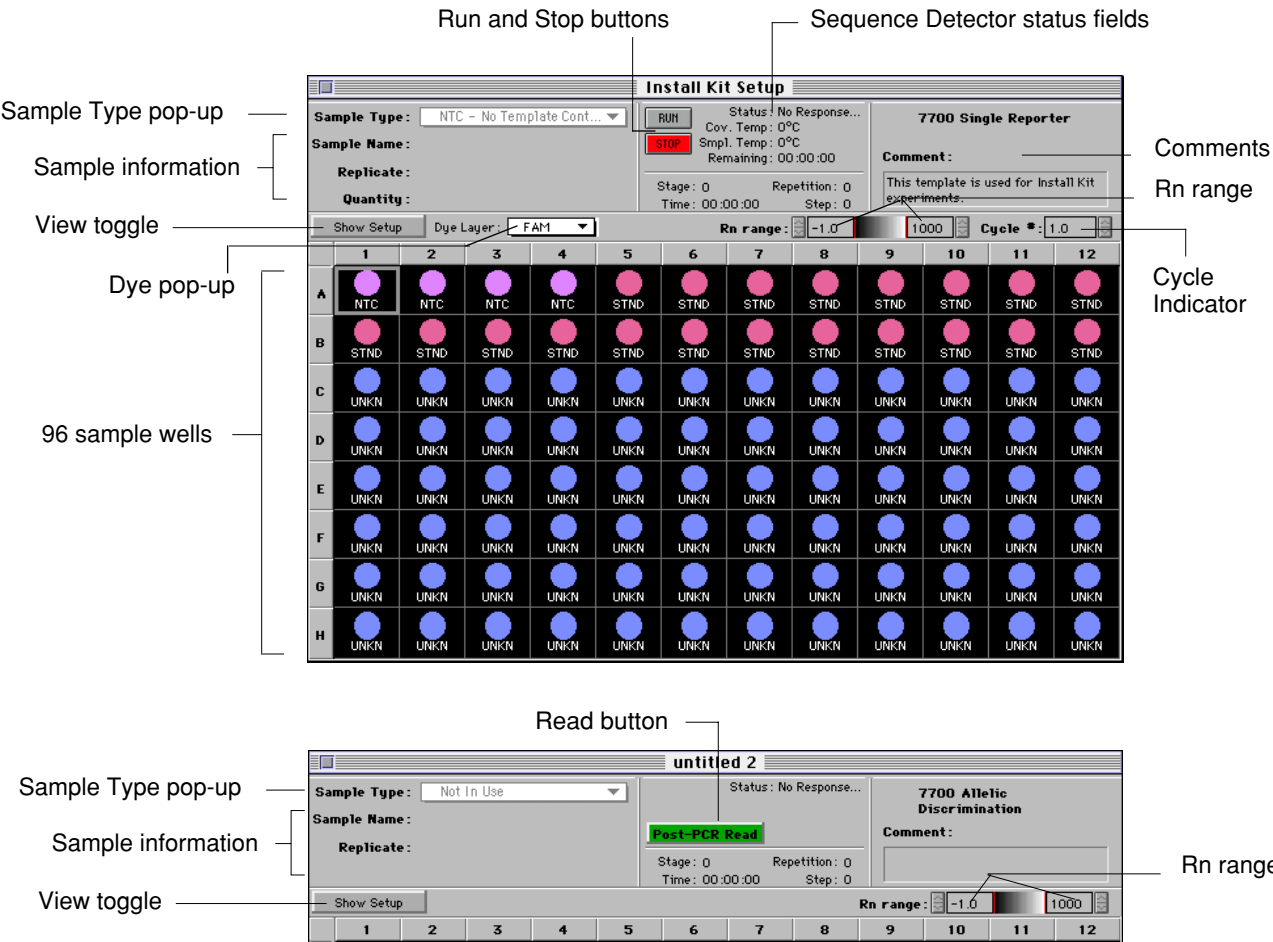 Run and Stop buttons
Sequence Detector status fields
Install Kit Setup
Sample Type pop-up
Sample information
View toggle
Dye pop-up
96 sample wells
Comments
Rn range
Cycle
Indicator
Sample Type: NTC - No Template Cont...
Sample Name:
Replicate:
Quantity:
RUN
STOP
Status: No Response...
Cov. Temp: 0°C
Smpl. Temp: 0°C
Remaining: 00:00:00
Stage: 0 Repetition: 0
Time: 00:00:00 Step: 0
7700 Single Reporter
Comment:
This template is used for Install Kit
experiments.
Show Setup Dye Layer: FAM Rn range: -1.0 1000 Cycle #: 1.0
1 2 3 4 5 6 7 8 9 10 11 12
A NTC NTC NTC NTC STND STND STND STND STND STND STND STND
B STND STND STND STND STND STND STND STND STND STND STND STND
C UNKN UNKN UNKN UNKN UNKN UNKN UNKN UNKN UNKN UNKN UNKN UNKN
D UNKN UNKN UNKN UNKN UNKN UNKN UNKN UNKN UNKN UNKN UNKN UNKN
E UNKN UNKN UNKN UNKN UNKN UNKN UNKN UNKN UNKN UNKN UNKN UNKN
F UNKN UNKN UNKN UNKN UNKN UNKN UNKN UNKN UNKN UNKN UNKN UNKN
G UNKN UNKN UNKN UNKN UNKN UNKN UNKN UNKN UNKN UNKN UNKN UNKN
H UNKN UNKN UNKN UNKN UNKN UNKN UNKN UNKN UNKN UNKN UNKN UNKN
Read button
untitled 2
Sample Type pop-up
Sample information
View toggle
Rn range
Sample Type: Not In Use
Sample Name:
Replicate:
Status: No Response...
Post-PCR Read
Stage: 0 Repetition: 0
Time: 00:00:00 Step: 0
7700 Allelic
Discrimination
Comment:
Show Setup Rn range: -1.0 1000
1 2 3 4 5 6 7 8 9 10 11 12